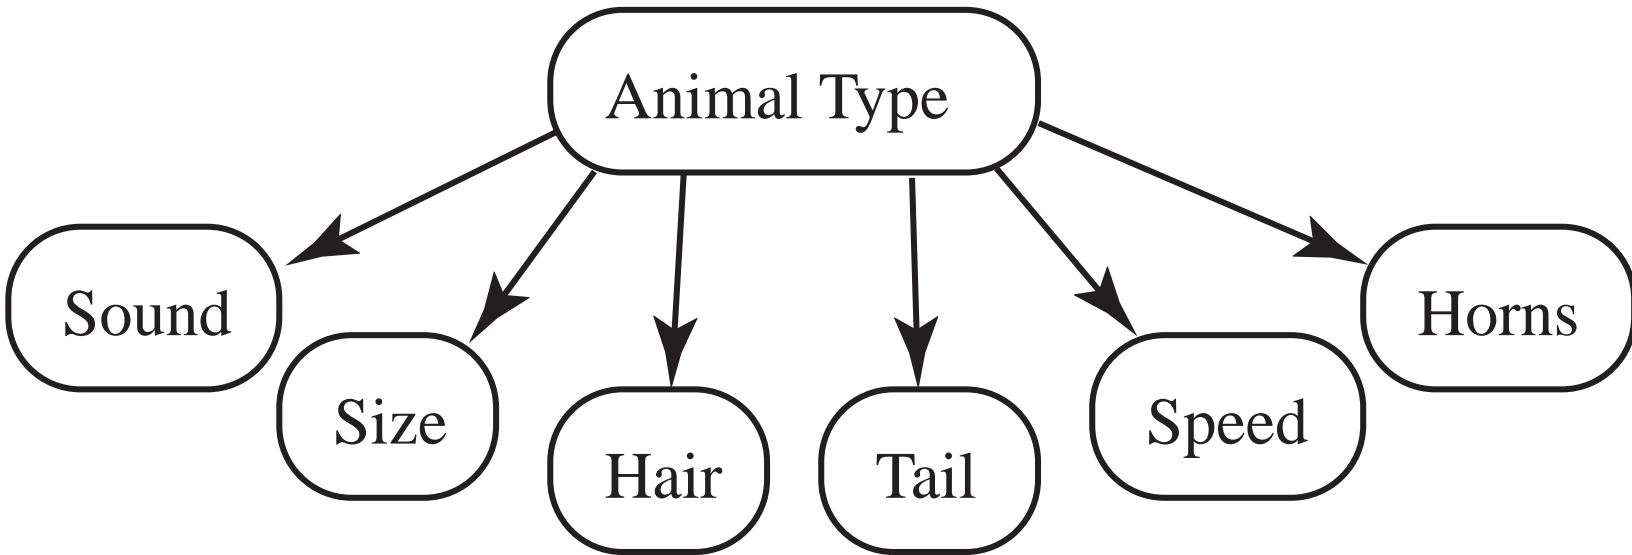 Animal Type
Sound
Horns
Size
Speed
Hair
Tail